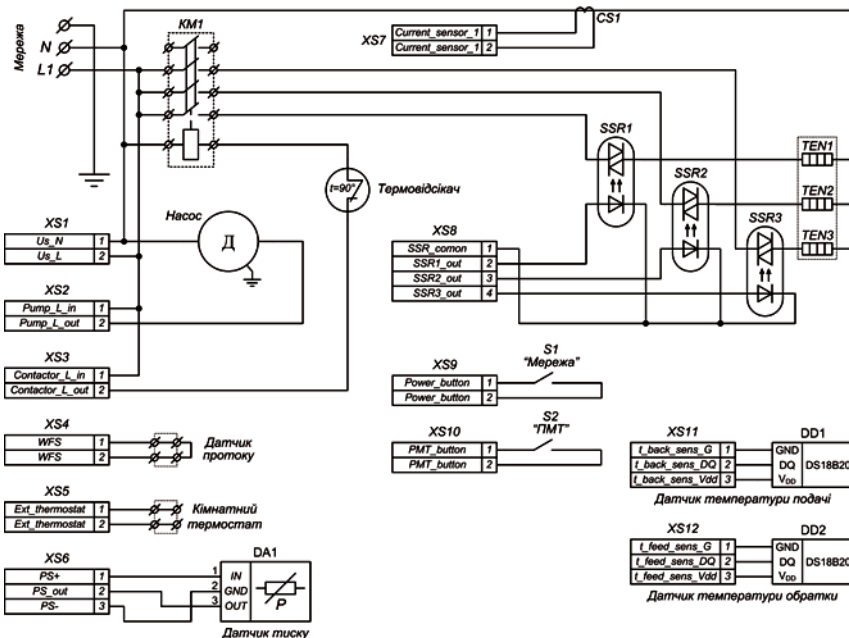 Мережа
N
L1
KM1
XS7
Current_sensor_1 1
Current_sensor_1 2
CS1
SSR1
SSR2
SSR3
TEN1
TEN2
TEN3
t=90°
Термовідсікач
Насос
Д
XS1
Us_N 1
Us_L 2
XS2
Pump_L_in 1
Pump_L_out 2
XS3
Contactor_L_in 1
Contactor_L_out 2
XS8
SSR_comon 1
SSR1_out 2
SSR2_out 3
SSR3_out 4
XS9
Power_button 1
Power_button 2
S1
"Мережа"
XS4
WFS 1
WFS 2
Датчик
протоку
XS10
PMT_button 1
PMT_button 2
S2
"ПМТ"
XS5
Ext_thermostat 1
Ext_thermostat 2
Кімнатний
термостат
XS6
PS+ 1
PS_out 2
PS- 3
DA1
1 IN
2 GND
3 OUT
P
Датчик тиску
XS11
t_back_sens_G 1
t_back_sens_DQ 2
t_back_sens_Vdd 3
DD1
GND
DQ
VDD
DS18B20
Датчик температури подачі
XS12
t_feed_sens_G 1
t_feed_sens_DQ 2
t_feed_sens_Vdd 3
DD2
GND
DQ
VDD
DS18B20
Датчик температури обратки